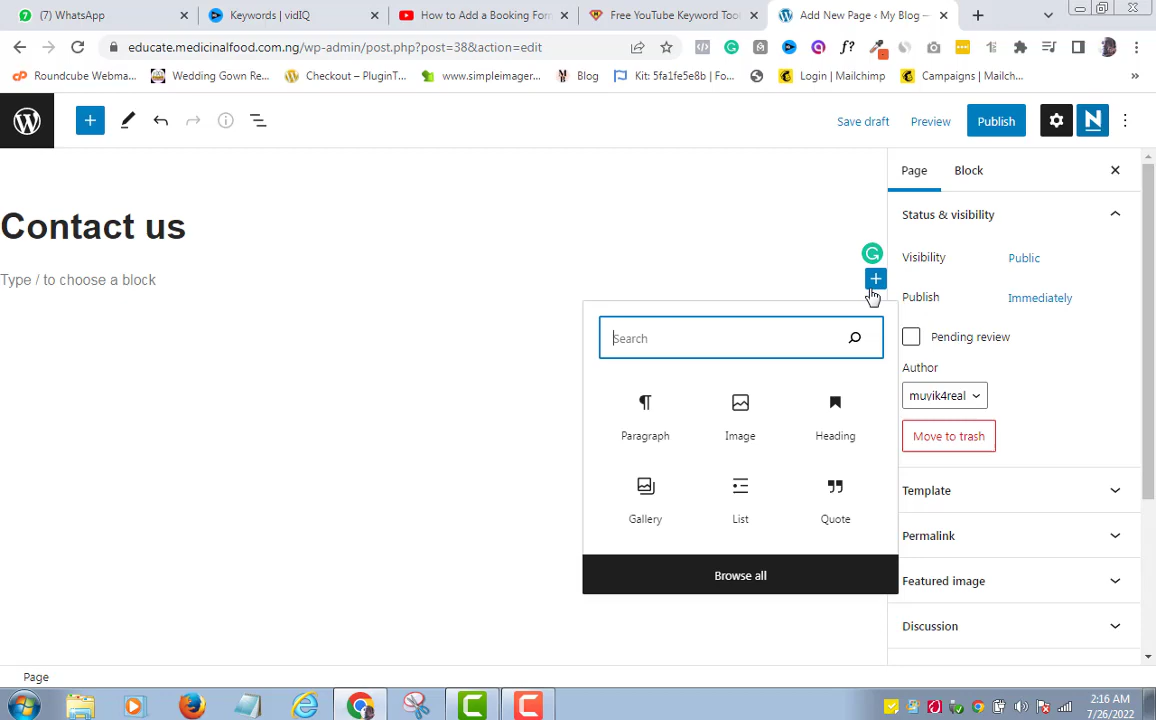 (7) WhatsApp
Keywords | vidIQ
How to Add a Booking For
Free YouTube Keyword Too
Add New Page ‹ My Blog —
educate.medicinalfood.com.ng/wp-admin/post.php?post=38&action=edit
Roundcube Webma...
Wedding Gown Re...
Checkout – PluginT...
www.simpleimager...
Blog
Kit: 5fa1fe5e8b | Fo...
Login | Mailchimp
Campaigns | Mailch...
Save draft
Preview
Publish
Page
Block
Contact us
Type / to choose a block
Search
Paragraph
Image
Heading
Gallery
List
Quote
Browse all
Status & visibility
Visibility
Public
Publish
Immediately
Pending review
Author
muyik4real
Move to trash
Template
Permalink
Featured image
Discussion
Page
2:16 AM
7/26/2022